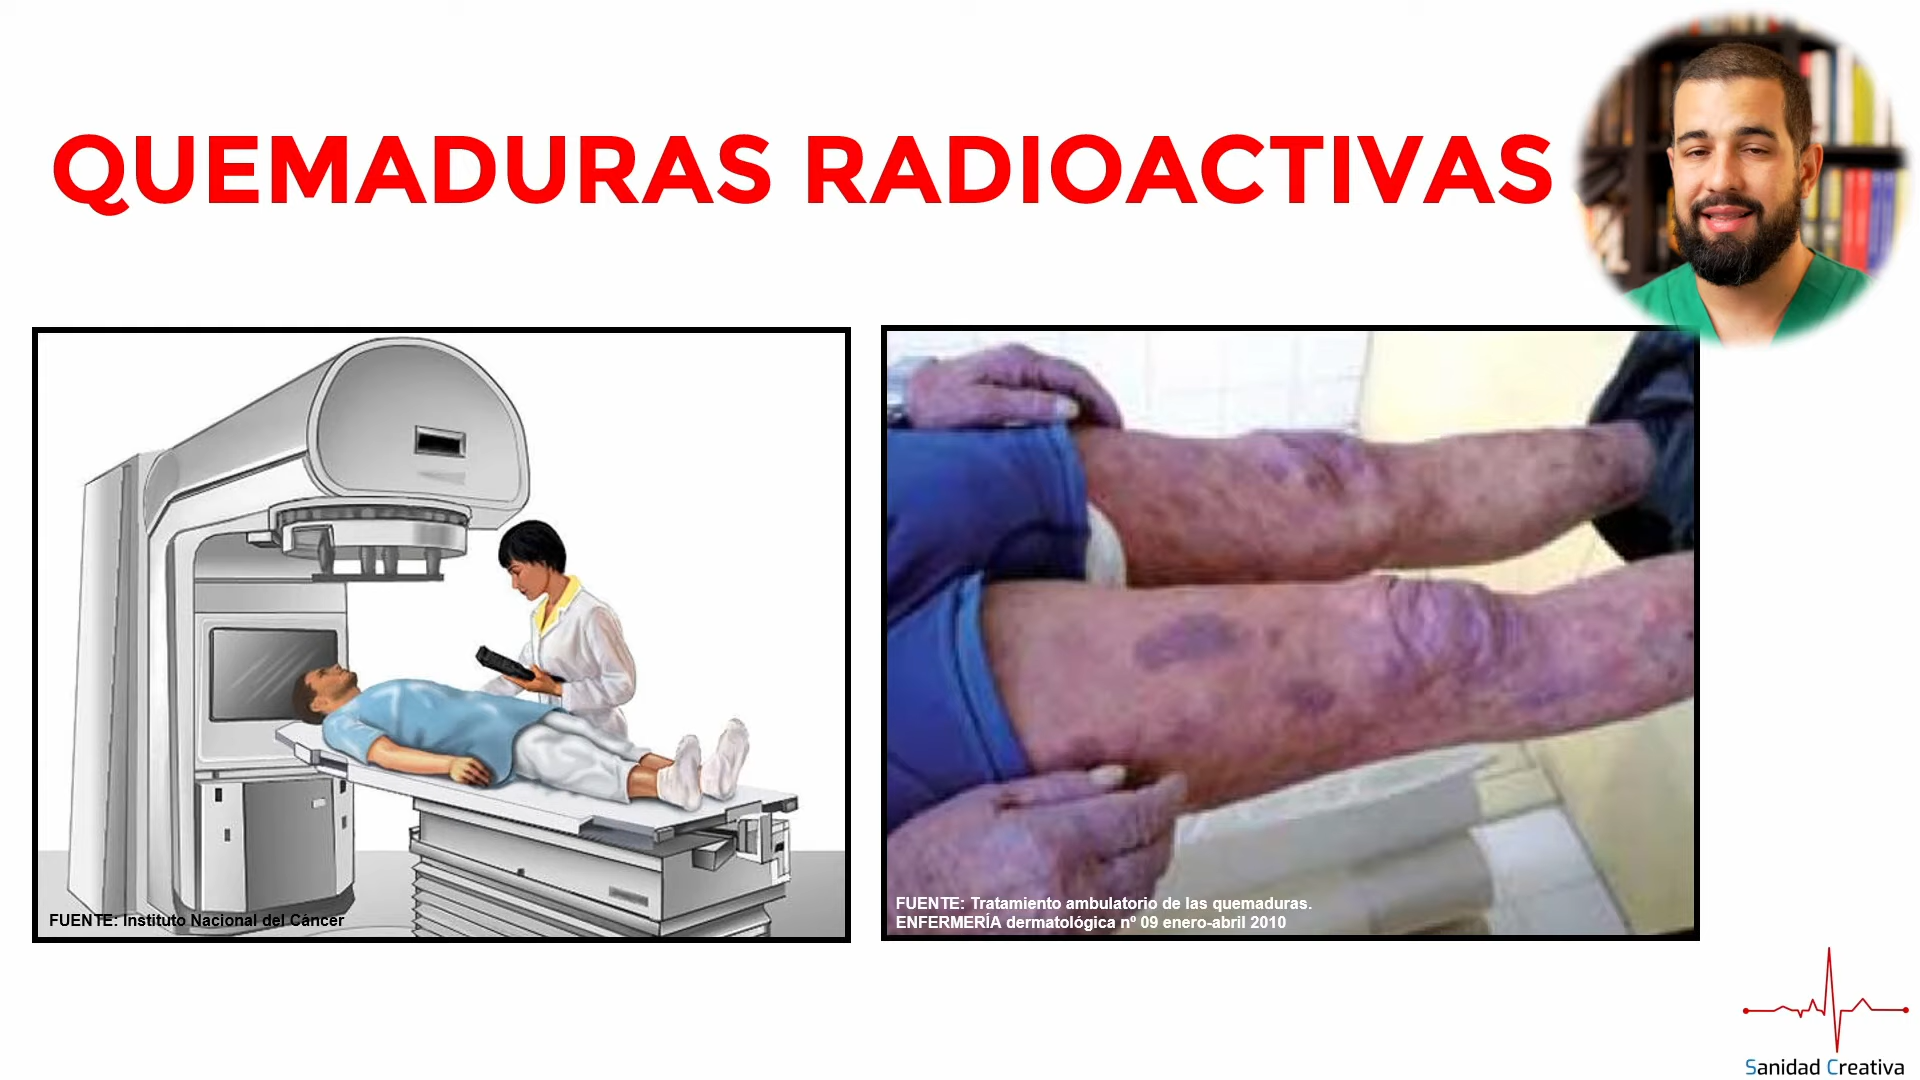 QUEMADURAS RADIOACTIVAS
FUENTE: Instituto Nacional del Cáncer
FUENTE: Tratamiento ambulatorio de las quemaduras.
ENFERMERÍA dermatológica nº 09 enero-abril 2010
Sanidad Creativa